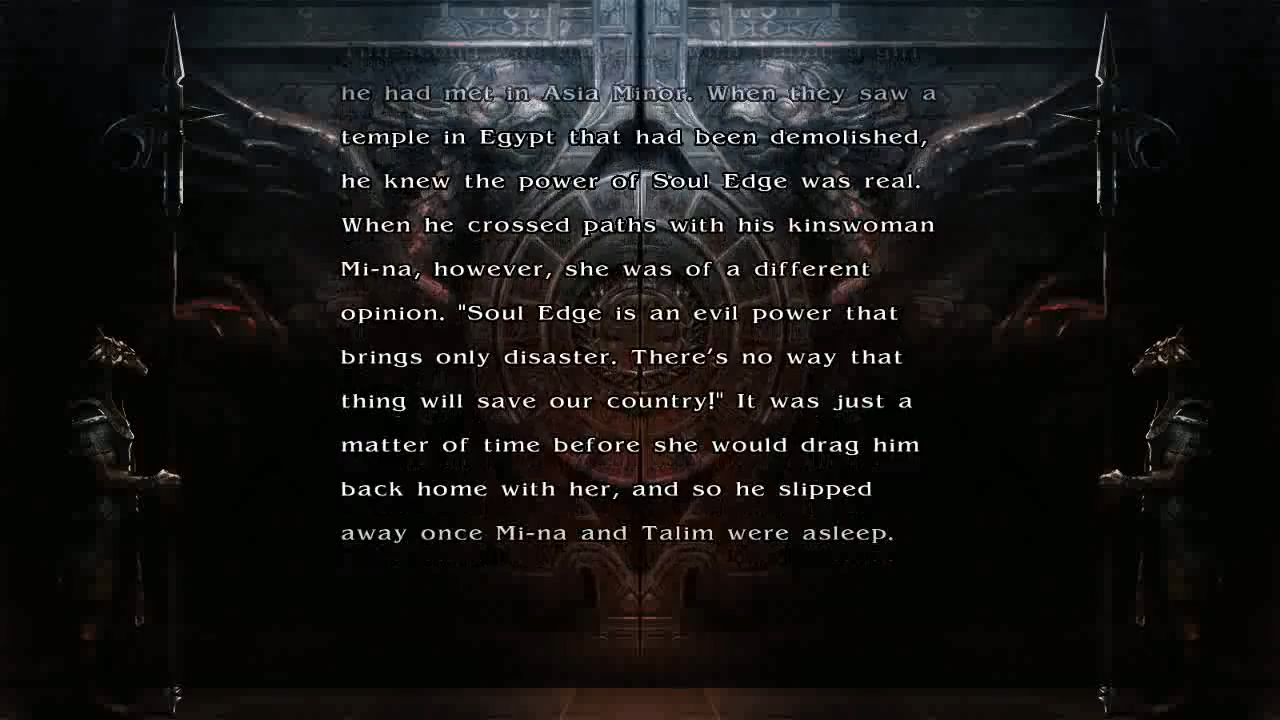 he had met in Asia Minor. When they saw a
temple in Egypt that had been demolished,
he knew the power of Soul Edge was real.
When he crossed paths with his kinswoman
Mi-na, however, she was of a different
opinion. "Soul Edge is an evil power that
brings only disaster. There's no way that
thing will save our country!" It was just a
matter of time before she would drag him
back home with her, and so he slipped
away once Mi-na and Talim were asleep.